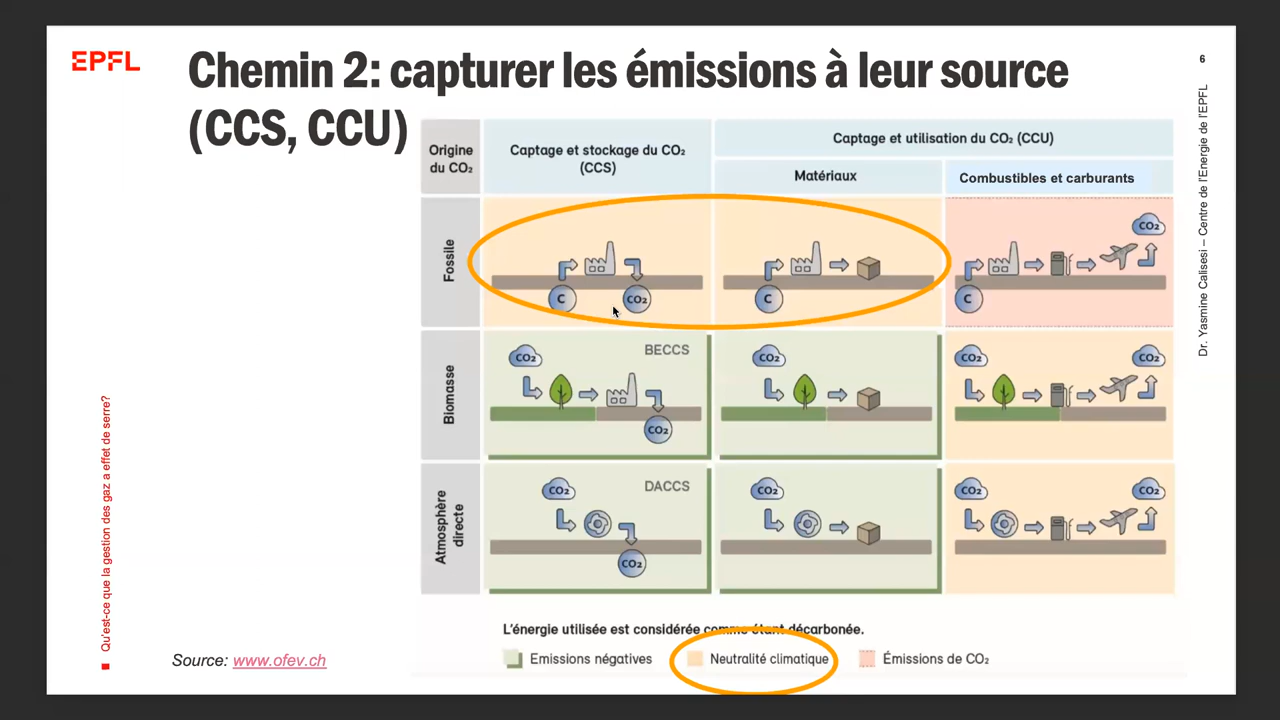 EPFL
Chemin 2: capturer les émissions à leur source
(CCS, CCU)
6
Dr. Yasmine Calisesi – Centre de l'Energie de l'EPFL
Qu'est-ce que la gestion des gaz a effet de serre?
Origine
du CO₂
Captage et stockage du CO₂
(CCS)
Captage et utilisation du CO₂ (CCU)
Matériaux
Combustibles et carburants
Fossile
C
CO₂
C
C
CO₂
Biomasse
CO₂
BECCS
CO₂
CO₂
CO₂
CO₂
Atmosphère
directe
CO₂
DACCS
CO₂
CO₂
CO₂
CO₂
L'énergie utilisée est considérée comme étant décarbonée.
Emissions négatives
Neutralité climatique
Émissions de CO₂
Source: www.ofev.ch